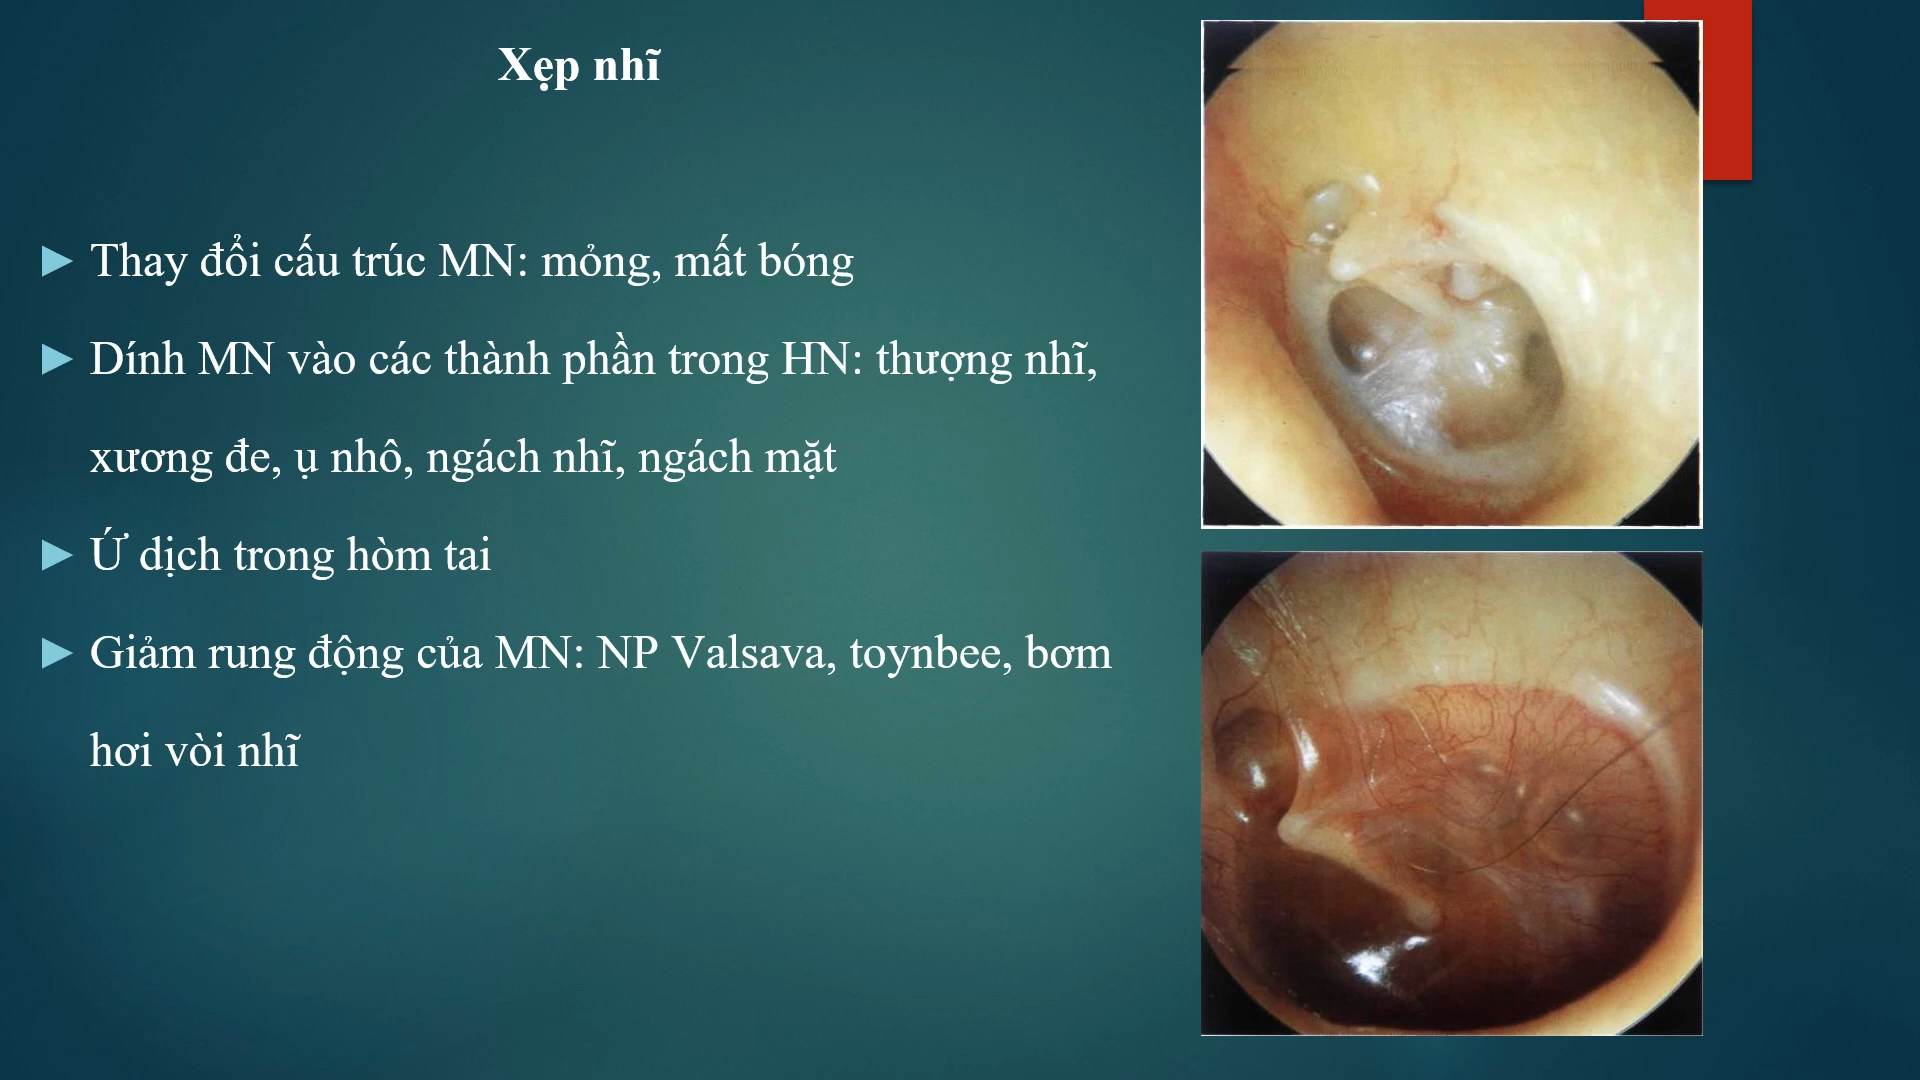 Xẹp nhĩ
Thay đổi cấu trúc MN: mỏng, mất bóng
Dính MN vào các thành phần trong HN: thượng nhĩ,
xương đe, ụ nhô, ngách nhĩ, ngách mặt
Ứ dịch trong hòm tai
Giảm rung động của MN: NP Valsava, toynbee, bơm
hơi vòi nhĩ